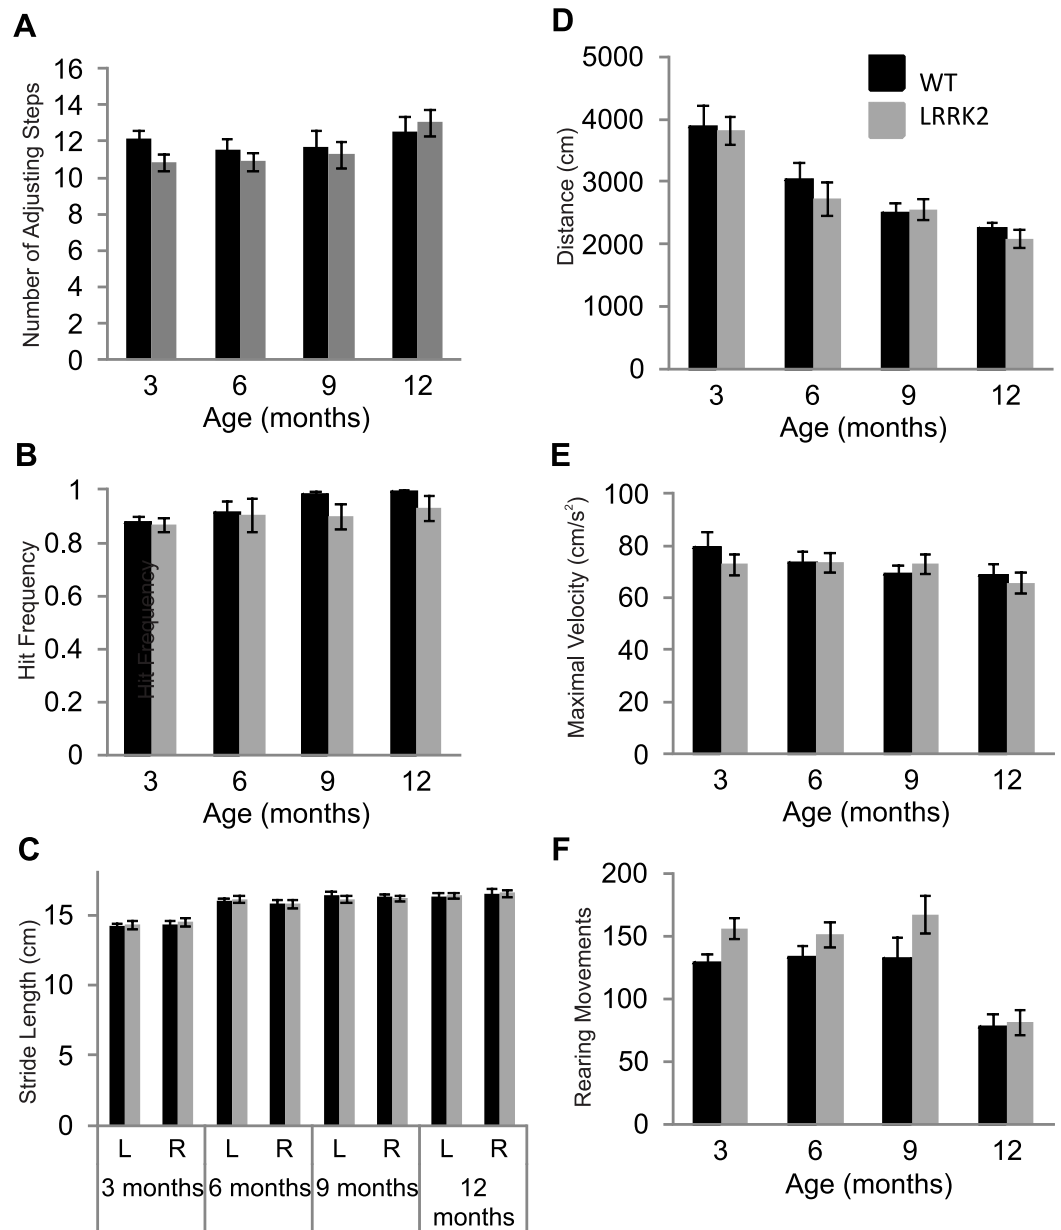 A
Number of Adjusting Steps
16
14
12
10
8
6
4
2
0
3 6 9 12
Age (months)
B
Hit Frequency
Hit Frequency
1
0.8
0.6
0.4
0.2
0
3 6 9 12
Age (months)
C
Stride Length (cm)
15
10
5
0
L R L R L R L R
3 months 6 months 9 months 12
months
D
Distance (cm)
5000
4000
3000
2000
1000
0
WT
LRRK2
3 6 9 12
Age (months)
E
Maximal Velocity (cm/s²)
100
80
60
40
20
0
3 6 9 12
Age (months)
F
Rearing Movements
200
150
100
50
0
3 6 9 12
Age (months)